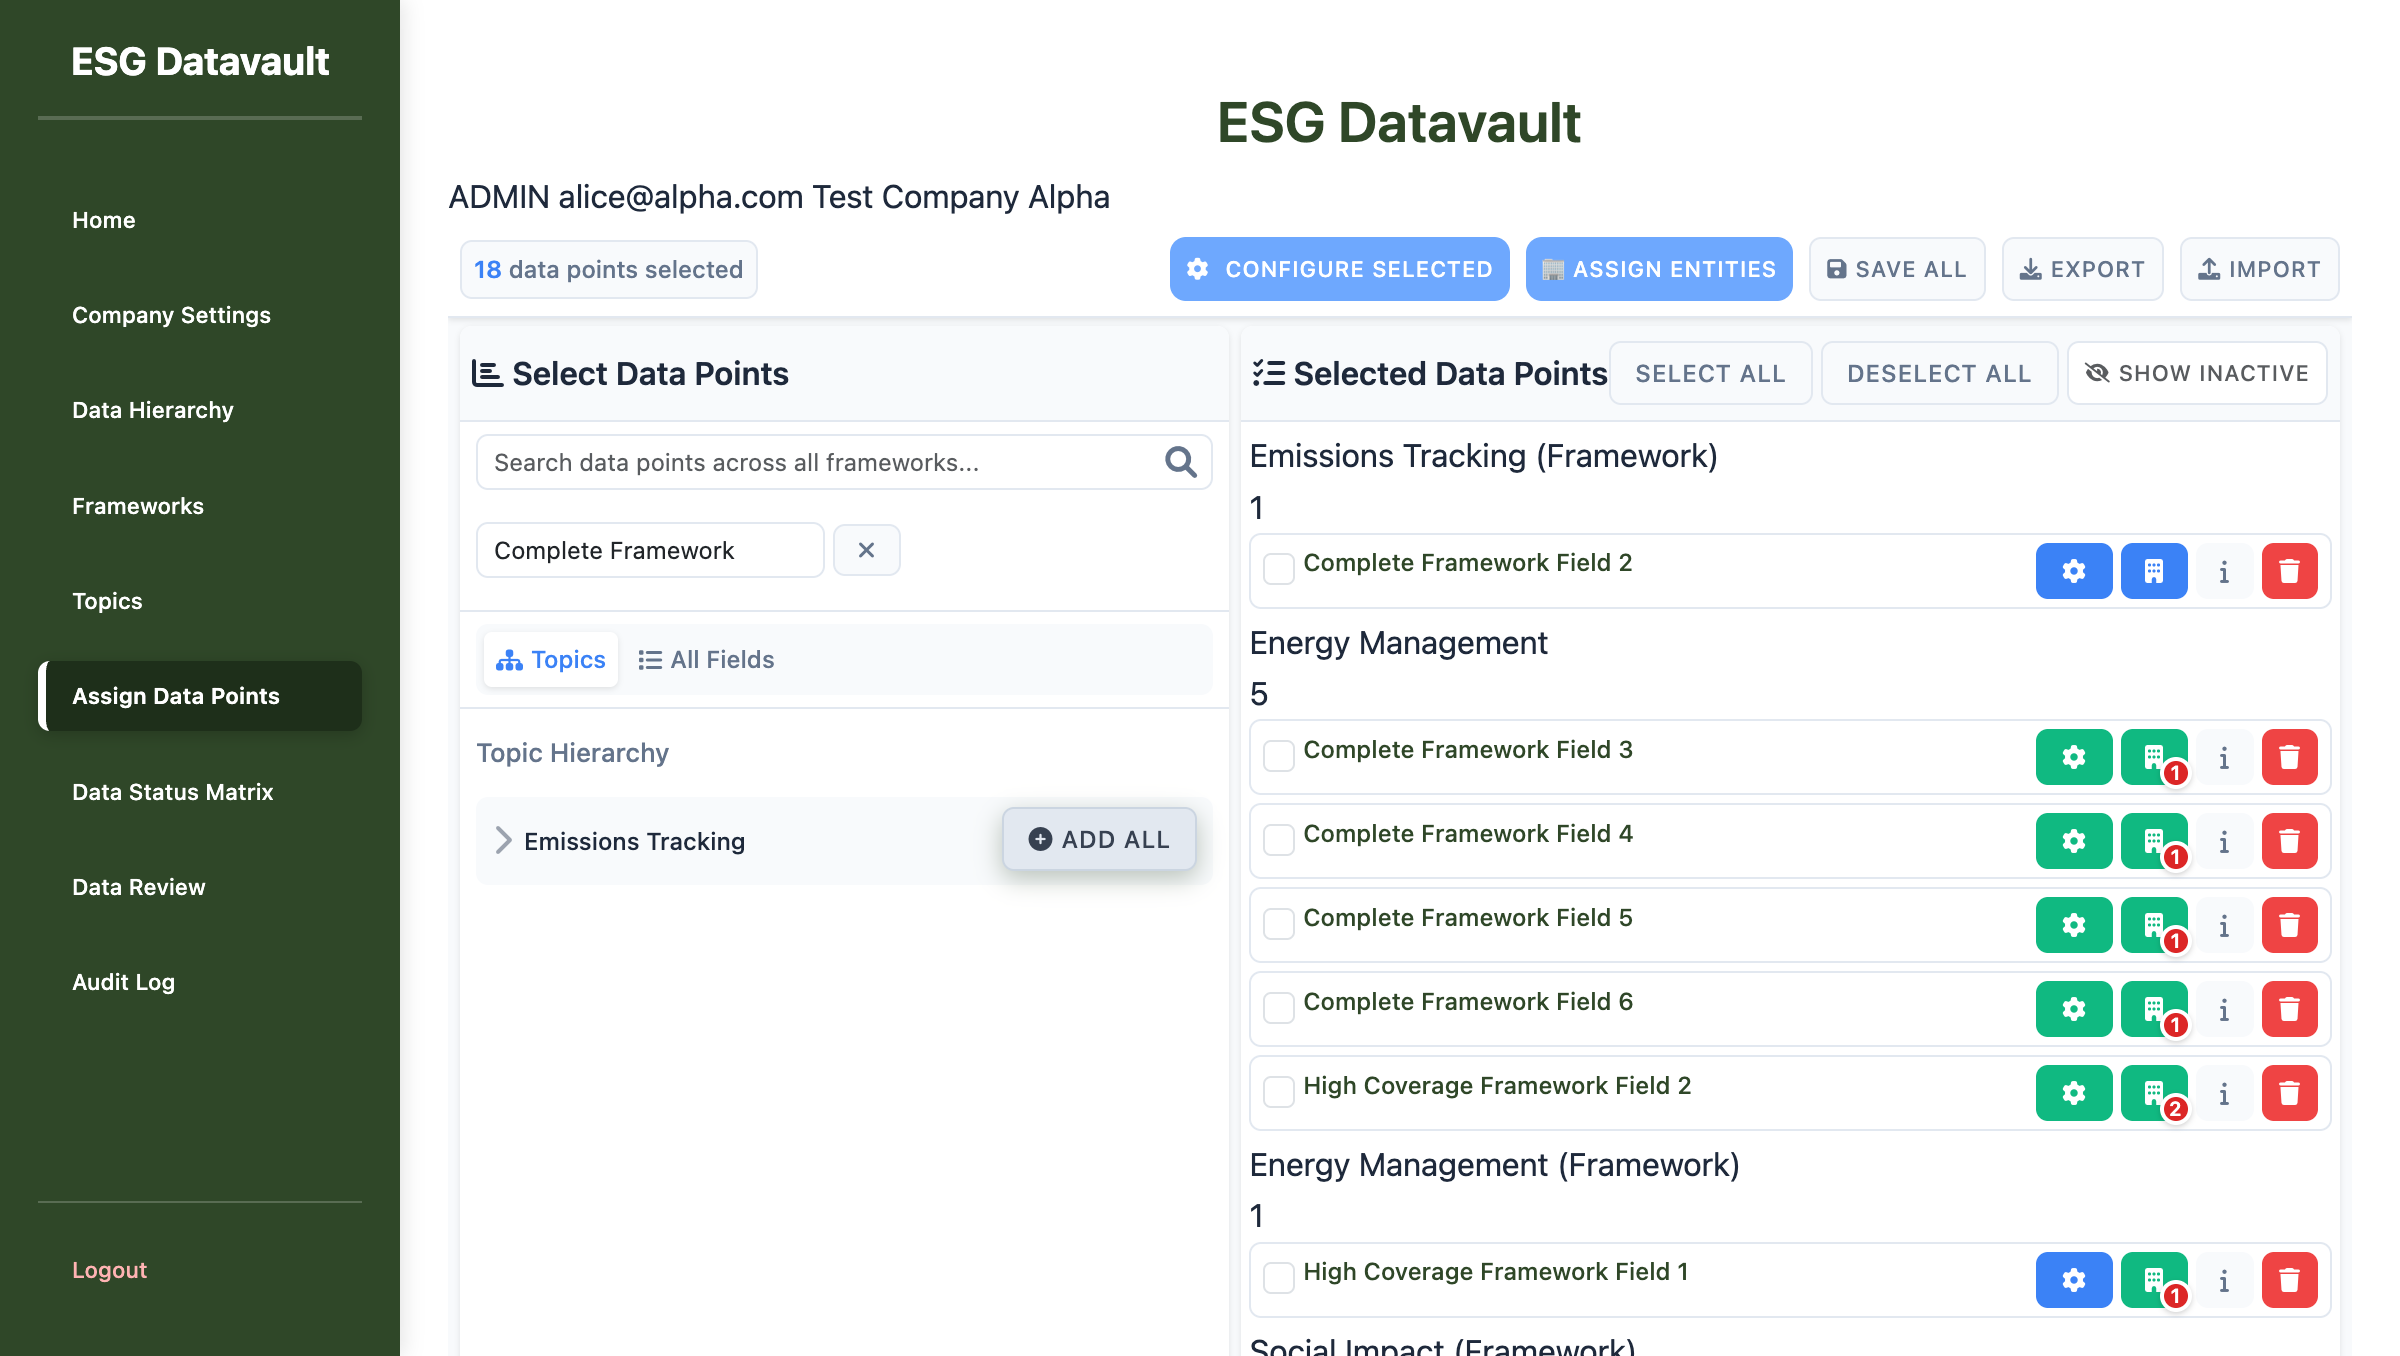 ESG Datavault
Home
Company Settings
Data Hierarchy
Frameworks
Topics
Assign Data Points
Data Status Matrix
Data Review
Audit Log
Logout
ESG Datavault
ADMIN alice@alpha.com Test Company Alpha
18 data points selected
CONFIGURE SELECTED
ASSIGN ENTITIES
SAVE ALL
EXPORT
IMPORT
Select Data Points
Search data points across all frameworks...
Complete Framework
Topics
All Fields
Topic Hierarchy
Emissions Tracking
ADD ALL
Selected Data Points
SELECT ALL
DESELECT ALL
SHOW INACTIVE
Emissions Tracking (Framework)
1
Complete Framework Field 2
Energy Management
5
Complete Framework Field 3
1
Complete Framework Field 4
1
Complete Framework Field 5
1
Complete Framework Field 6
1
High Coverage Framework Field 2
2
Energy Management (Framework)
1
High Coverage Framework Field 1
1
Social Impact (Framework)